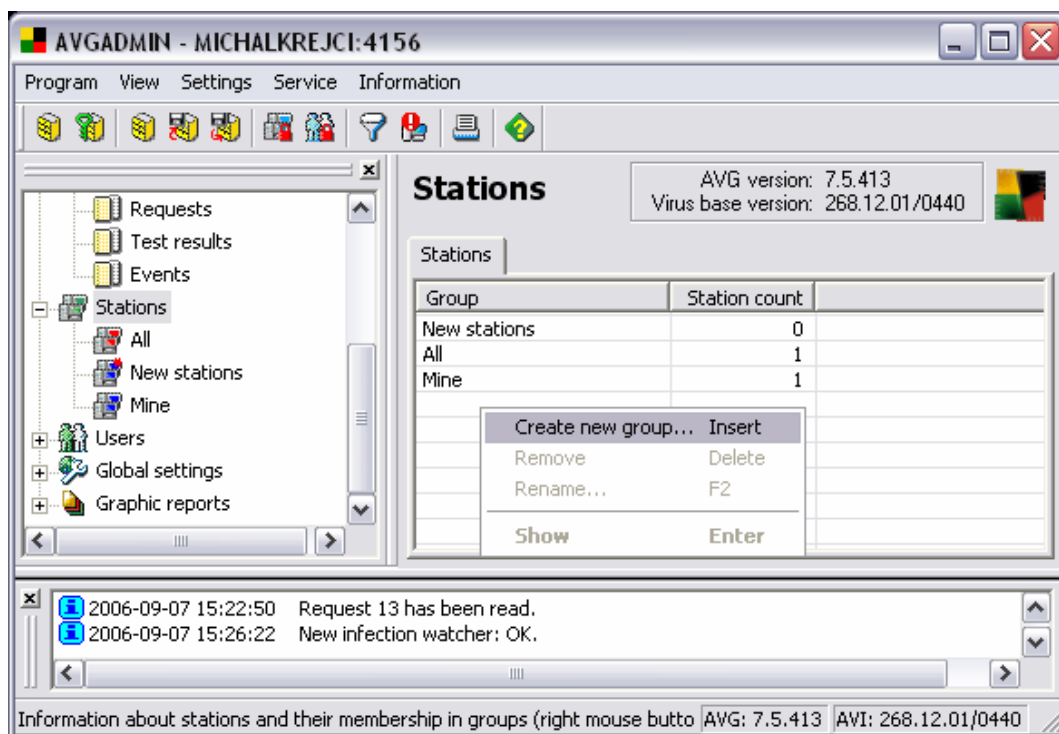 AVGADMIN - MICHALKREJCI:4156
Program View Settings Service Information
Requests
Test results
Events
Stations
All
New stations
Mine
Users
Global settings
Graphic reports
Stations
AVG version: 7.5.413
Virus base version: 268.12.01/0440
Stations
Group Station count
New stations 0
All 1
Mine 1
Create new group... Insert
Remove Delete
Rename... F2
Show Enter
2006-09-07 15:22:50 Request 13 has been read.
2006-09-07 15:26:22 New infection watcher: OK.
Information about stations and their membership in groups (right mouse butto AVG: 7.5.413 AVI: 268.12.01/0440